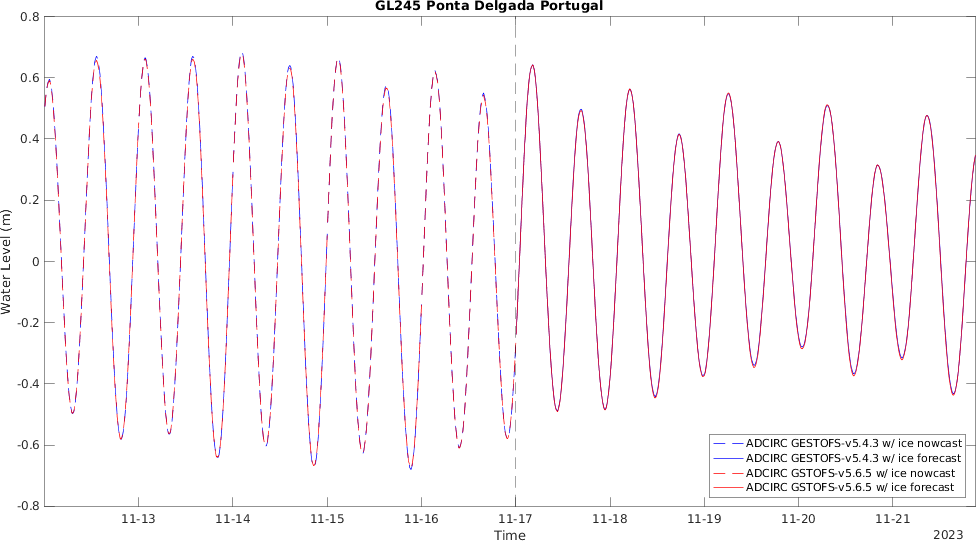 GL245 Ponta Delgada Portugal
0.8
0.6
0.4
0.2
0
-0.2
-0.4
-0.6
-0.8
Water Level (m)
ADCIRC GESTOFS-v5.4.3 w/ ice nowcast
ADCIRC GESTOFS-v5.4.3 w/ ice forecast
ADCIRC GSTOFS-v5.6.5 w/ ice nowcast
ADCIRC GSTOFS-v5.6.5 w/ ice forecast
11-13 11-14 11-15 11-16 11-17 11-18 11-19 11-20 11-21
Time
2023